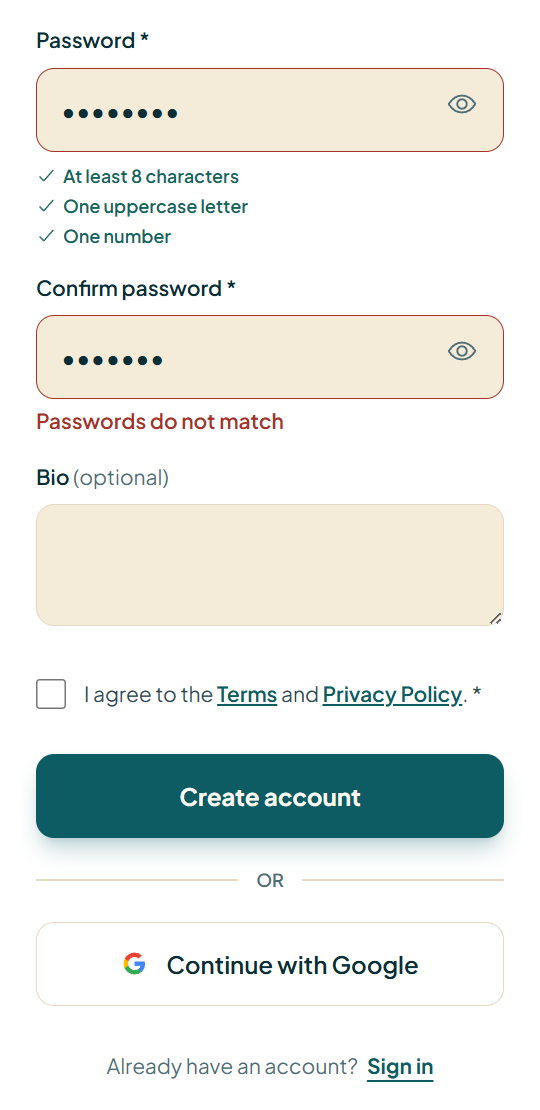 Password *
••••••••
At least 8 characters
One uppercase letter
One number
Confirm password *
•••••••
Passwords do not match
Bio (optional)
I agree to the Terms and Privacy Policy. *
Create account
OR
Continue with Google
Already have an account? Sign in